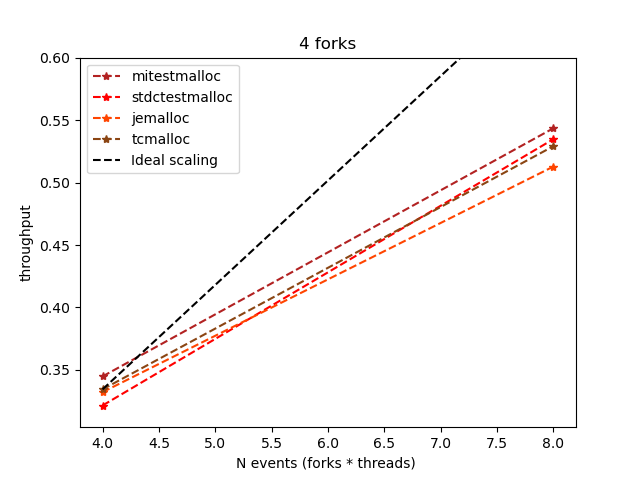 4 forks
mitestmalloc
stdctestmalloc
jemalloc
tcmalloc
Ideal scaling
throughput
0.60
0.55
0.50
0.45
0.40
0.35
4.0 4.5 5.0 5.5 6.0 6.5 7.0 7.5 8.0
N events (forks * threads)